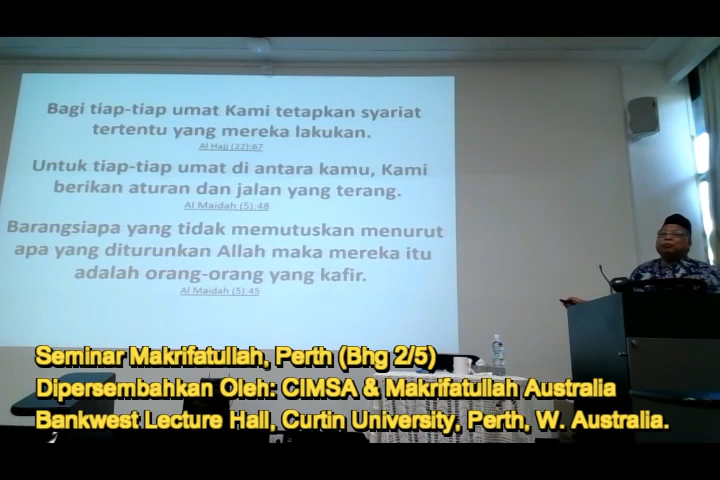 Bagi tiap-tiap umat Kami tetapkan syariat
tertentu yang mereka lakukan.
Al Hajj (22):67
Untuk tiap-tiap umat di antara kamu, Kami
berikan aturan dan jalan yang terang.
Al Maidah (5):48
Barangsiapa yang tidak memutuskan menurut
apa yang diturunkan Allah maka mereka itu
adalah orang-orang yang kafir.
Al Maidah (5):45
Seminar Makrifatullah, Perth (Bhg 2/5)
Dipersembahkan Oleh: CIMSA & Makrifatullah Australia
Bankwest Lecture Hall, Curtin University, Perth, W. Australia.